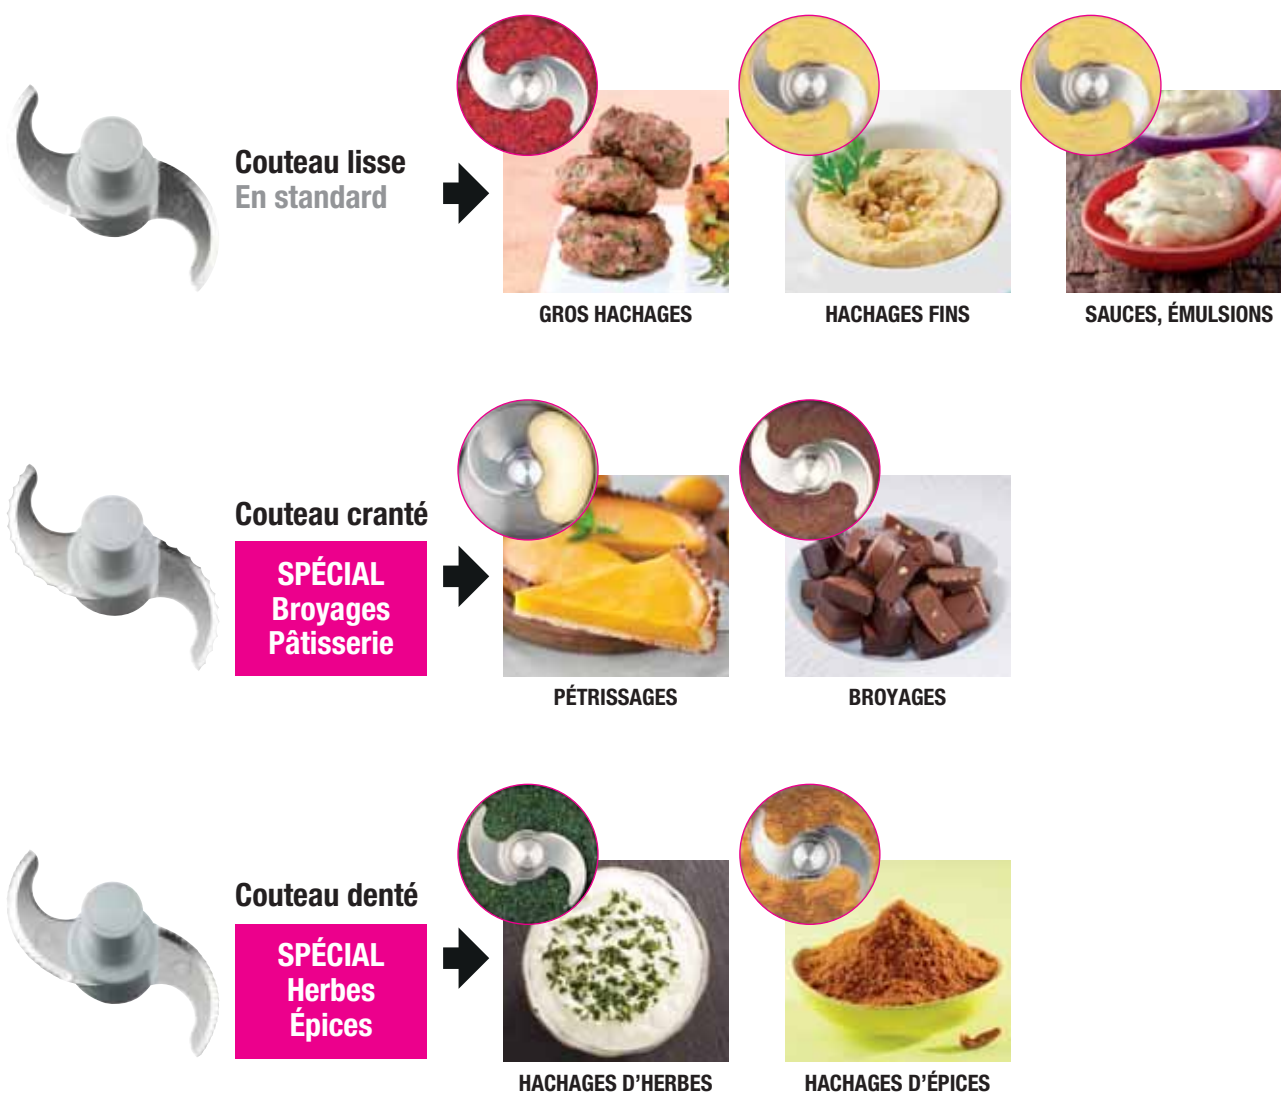 Couteau lisse
En standard
GROS HACHAGES
HACHAGES FINS
SAUCES, ÉMULSIONS
Couteau cranté
SPÉCIAL
Broyages
Pâtisserie
PÉTRISSAGES
BROYAGES
Couteau denté
SPÉCIAL
Herbes
Épices
HACHAGES D'HERBES
HACHAGES D'ÉPICES